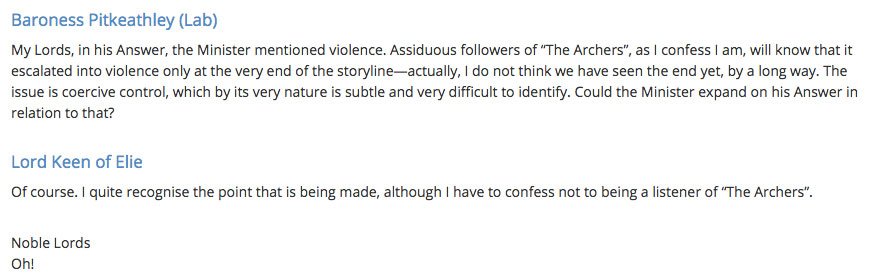 Baroness Pitkeathley (Lab)
My Lords, in his Answer, the Minister mentioned violence. Assiduous followers of “The Archers”, as I confess I am, will know that it
escalated into violence only at the very end of the storyline—actually, I do not think we have seen the end yet, by a long way. The
issue is coercive control, which by its very nature is subtle and very difficult to identify. Could the Minister expand on his Answer in
relation to that?
Lord Keen of Elie
Of course. I quite recognise the point that is being made, although I have to confess not to being a listener of “The Archers”.
Noble Lords
Oh!